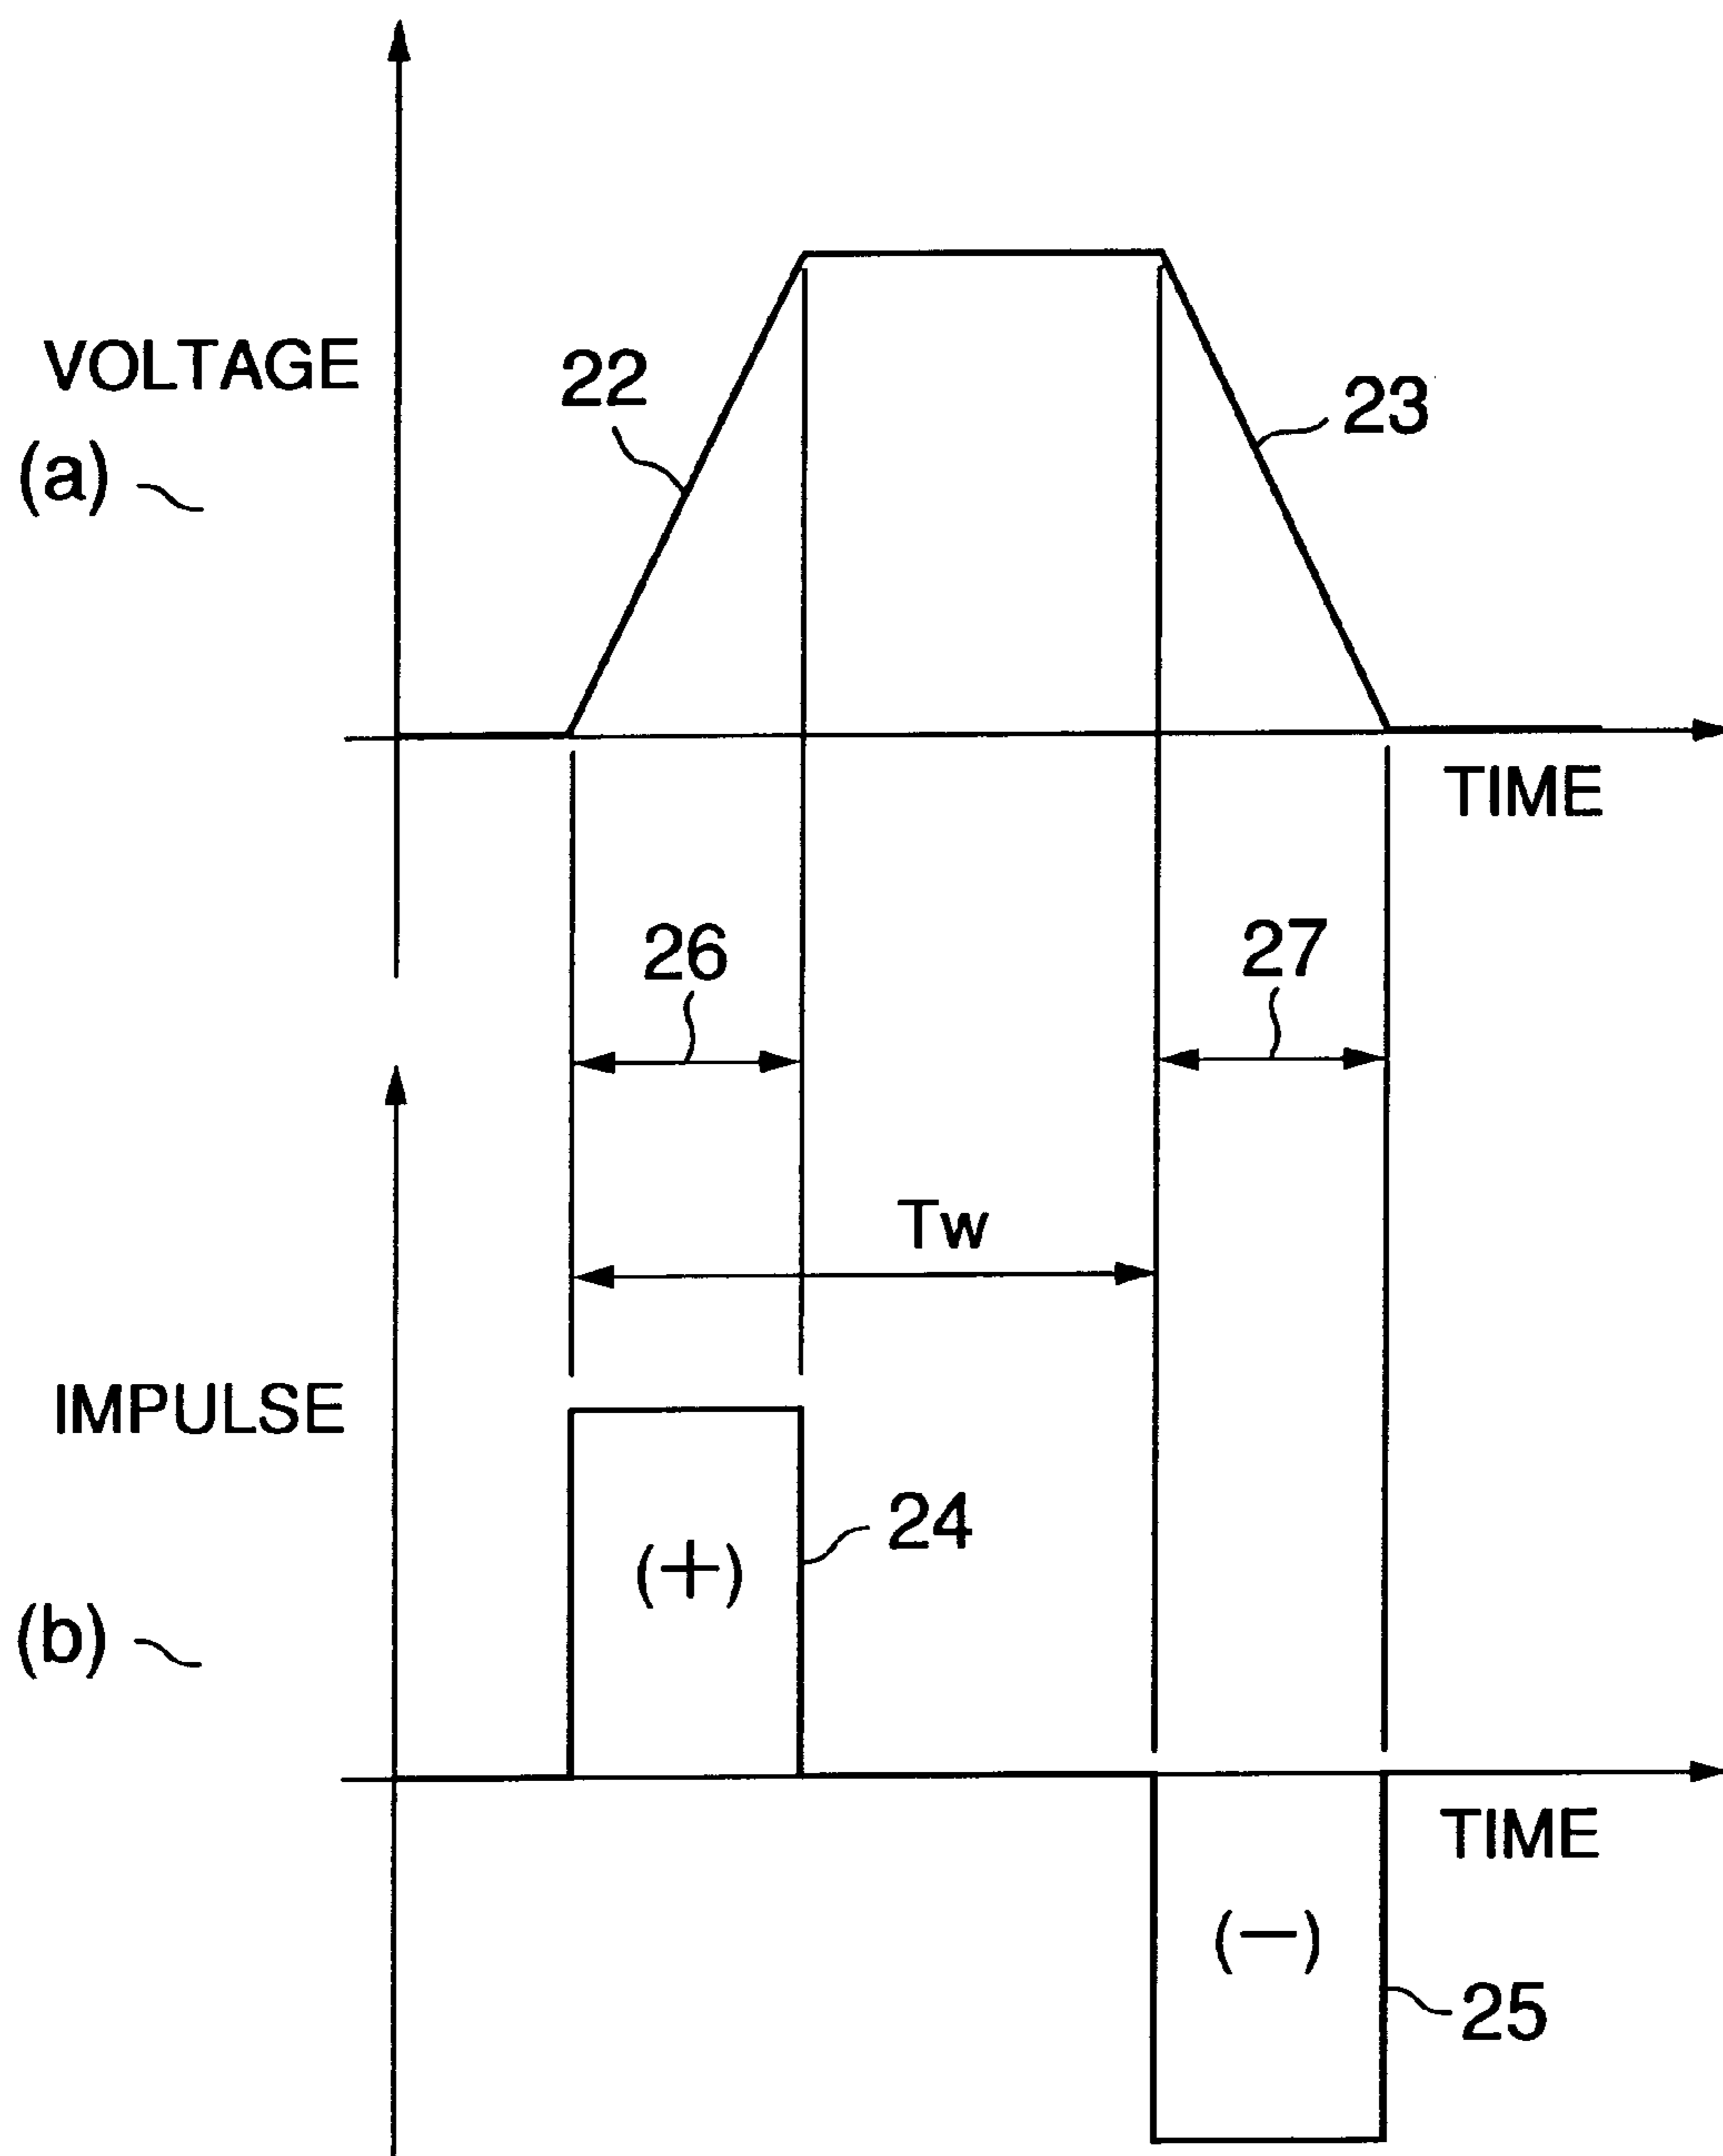 VOLTAGE
22
23
(a)
TIME
26
27
Tw
IMPULSE
24
(+)
(b)
TIME
(−)
25